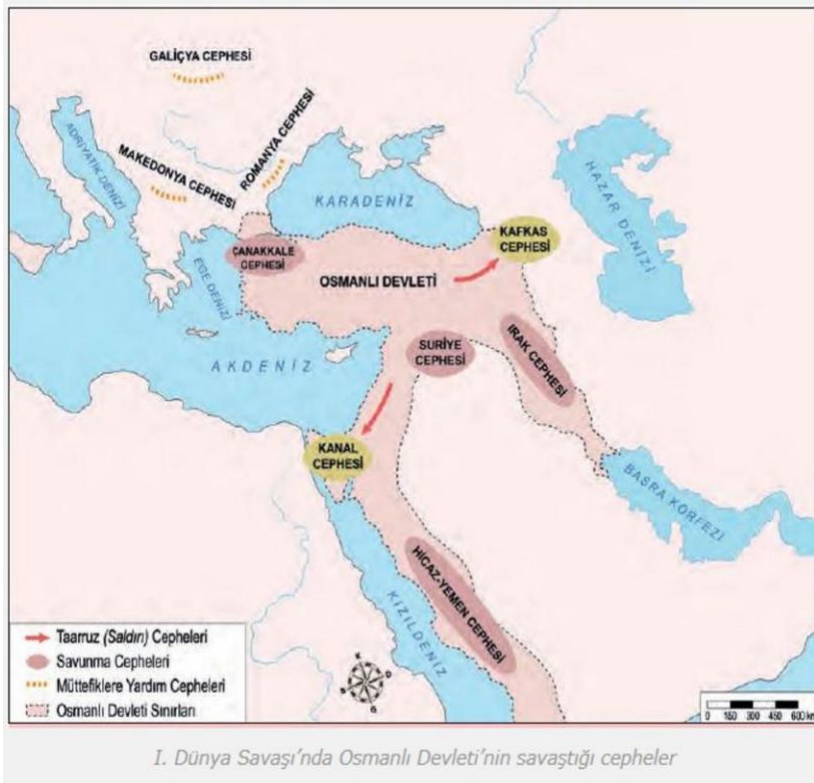 GALİÇYA CEPHESİ
ADRİYATİK DENİZİ
MAKEDONYA CEPHESİ
ROMANYA CEPHESİ
KARADENİZ
HAZAR DENİZİ
KAFKAS
CEPHESİ
ÇANAKKALE
CEPHESİ
EGE DENİZİ
OSMANLI DEVLETİ
SURİYE
CEPHESİ
IRAK CEPHESİ
AKDENİZ
KANAL
CEPHESİ
BASRA KORFEZİ
HİCAZ-YEMEN CEPHESİ
KIZILDENİZ
Taarruz (Saldırı) Cepheleri
Savunma Cepheleri
Müttefiklere Yardım Cepheleri
Osmanlı Devleti Sınırları
0 150 300 450 600 km
I. Dünya Savaşı’nda Osmanlı Devleti’nin savaştığı cepheler